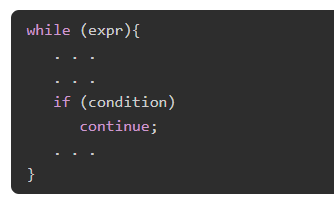 while (expr){
   . . .
   . . .
   if (condition)
      continue;
   . . .
}